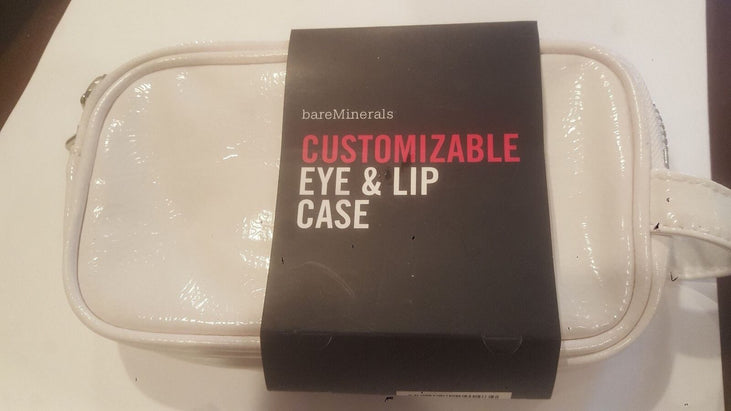 bareMinerals
CUSTOMIZABLE
EYE & LIP
CASE